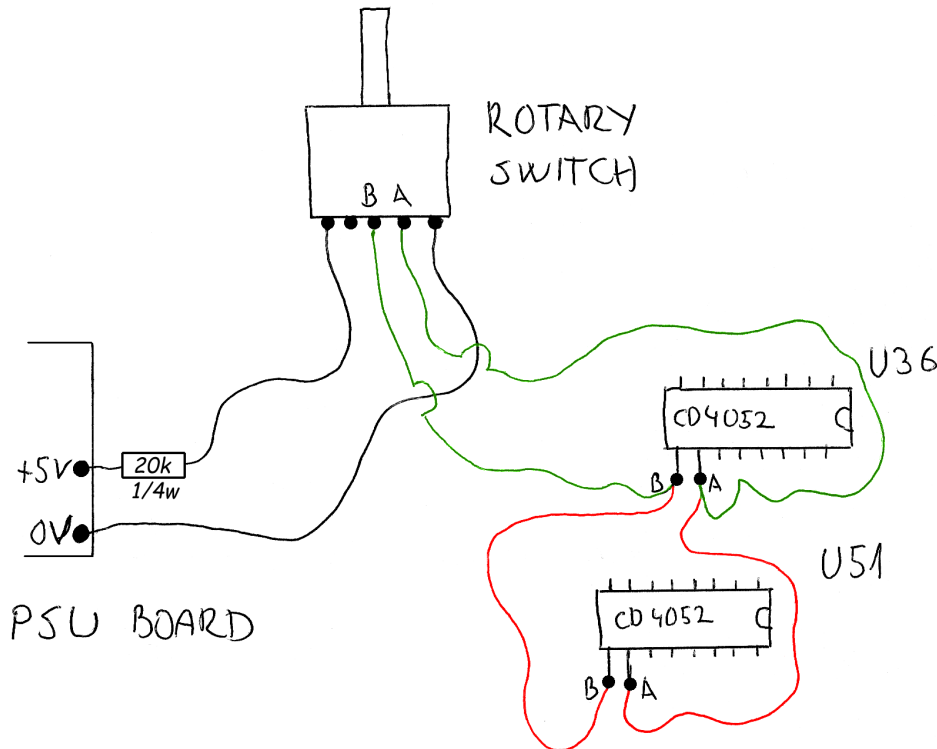 ROTARY
SWITCH
B A
U36
CD4052
B A
+5V
20k
1/4w
0V
U51
CD4052
B A
PSU BOARD